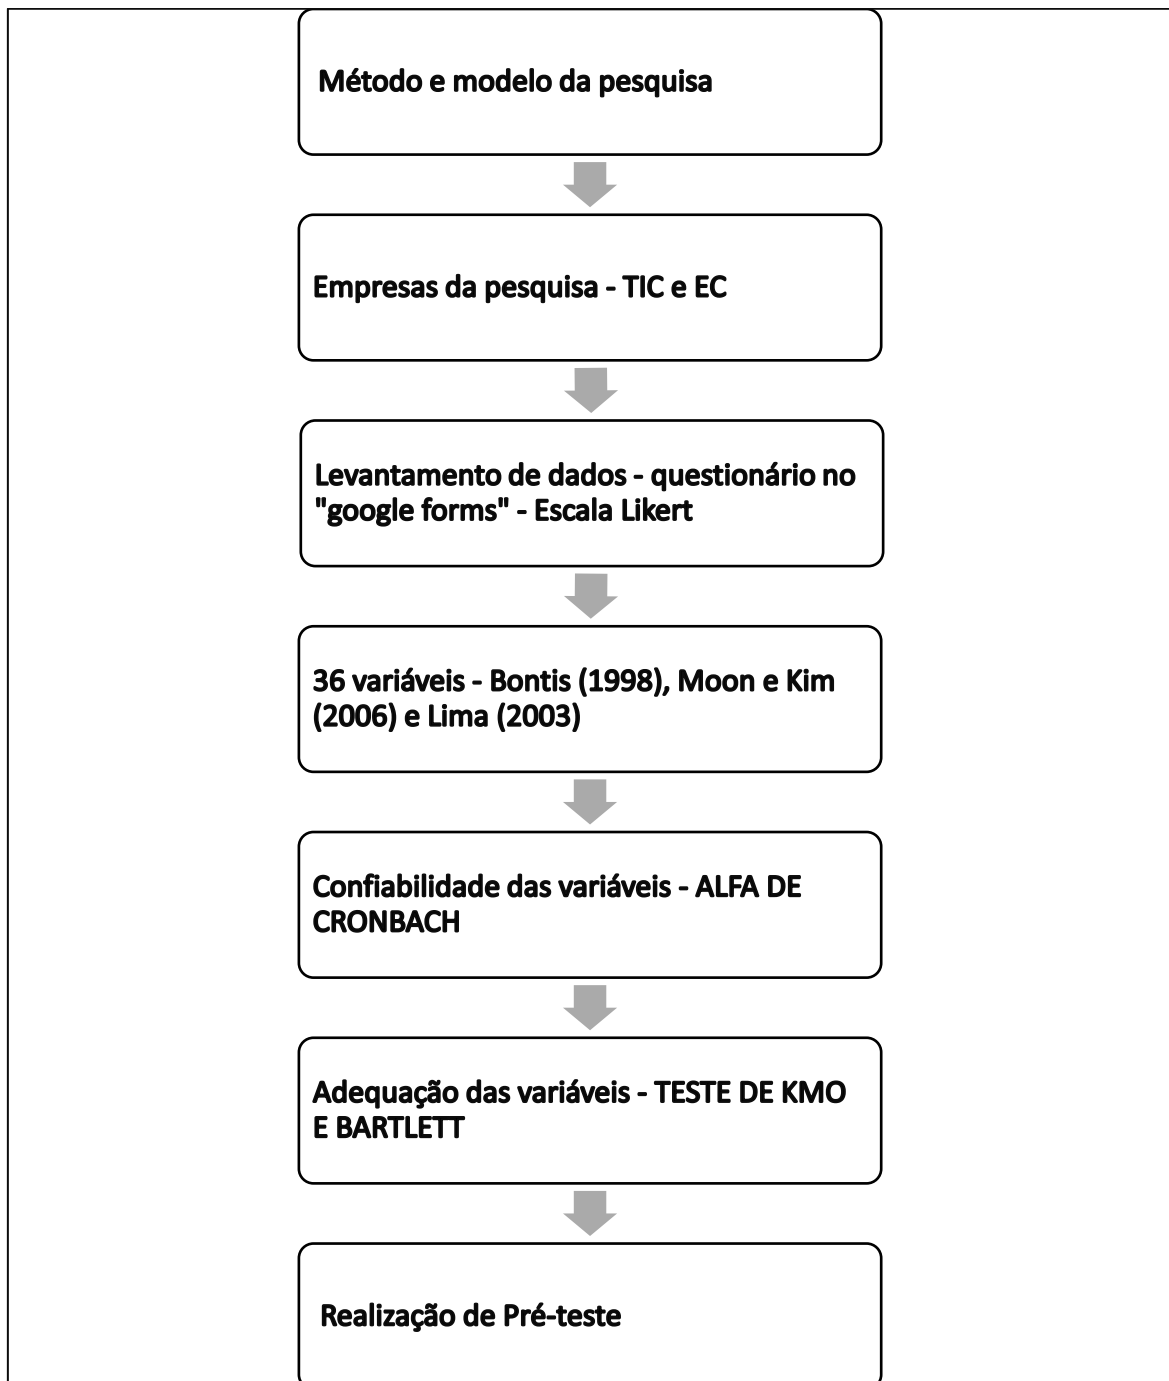 Método e modelo da pesquisa
Empresas da pesquisa - TIC e EC
Levantamento de dados - questionário no
"google forms" - Escala Likert
36 variáveis - Bontis (1998), Moon e Kim
(2006) e Lima (2003)
Confiabilidade das variáveis - ALFA DE
CRONBACH
Adequação das variáveis - TESTE DE KMO
E BARTLETT
Realização de Pré-teste